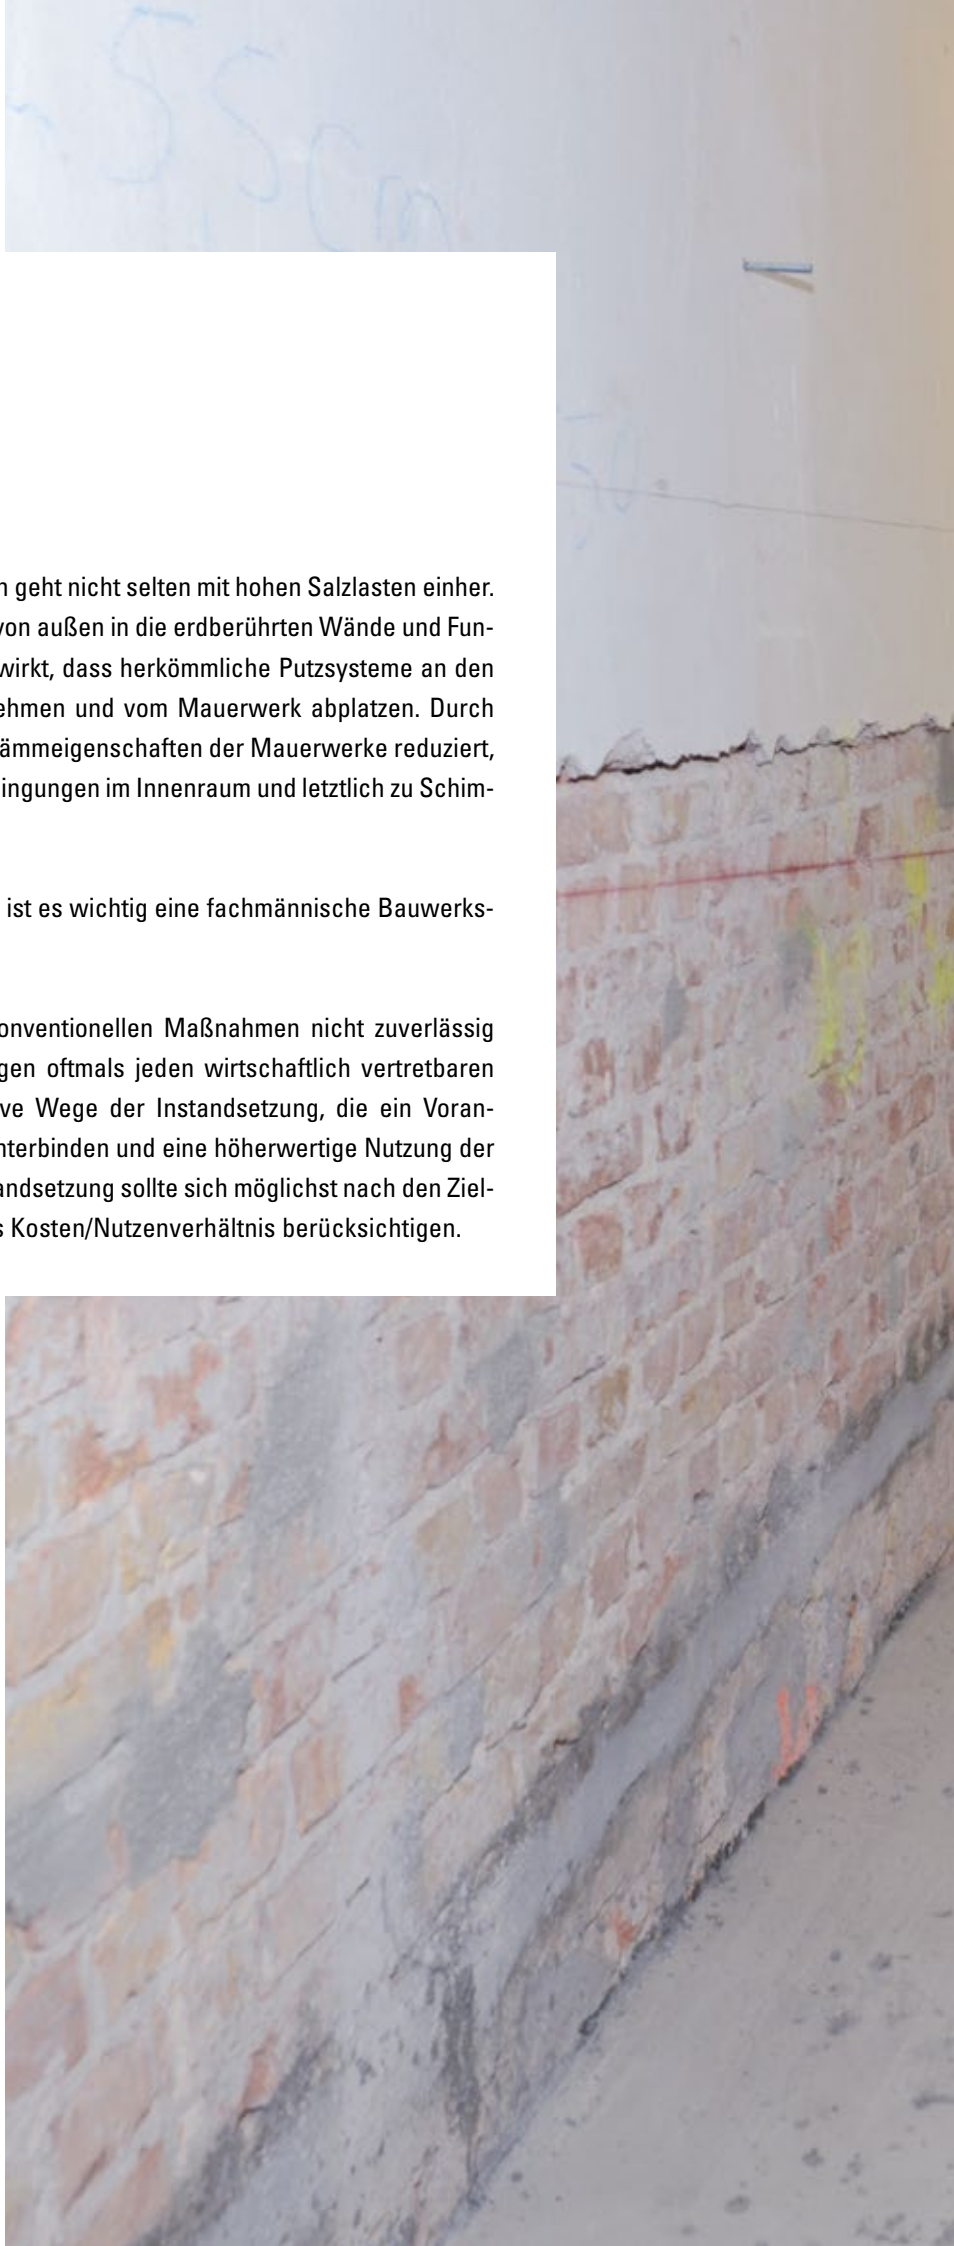 55 cm
50
geht nicht selten mit hohen Salzlasten einher.
von außen in die erdberührten Wände und Fun-
wirkt, dass herkömmliche Putzsysteme an den
ehmen und vom Mauerwerk abplatzen. Durch
ämmeigenschaften der Mauerwerke reduziert,
ingungen im Innenraum und letztlich zu Schim-
ist es wichtig eine fachmännische Bauwerks-
onventionellen Maßnahmen nicht zuverlässig
gen oftmals jeden wirtschaftlich vertretbaren
ve Wege der Instandsetzung, die ein Voran-
nterbinden und eine höherwertige Nutzung der
andsetzung sollte sich möglichst nach den Ziel-
s Kosten/Nutzenverhältnis berücksichtigen.